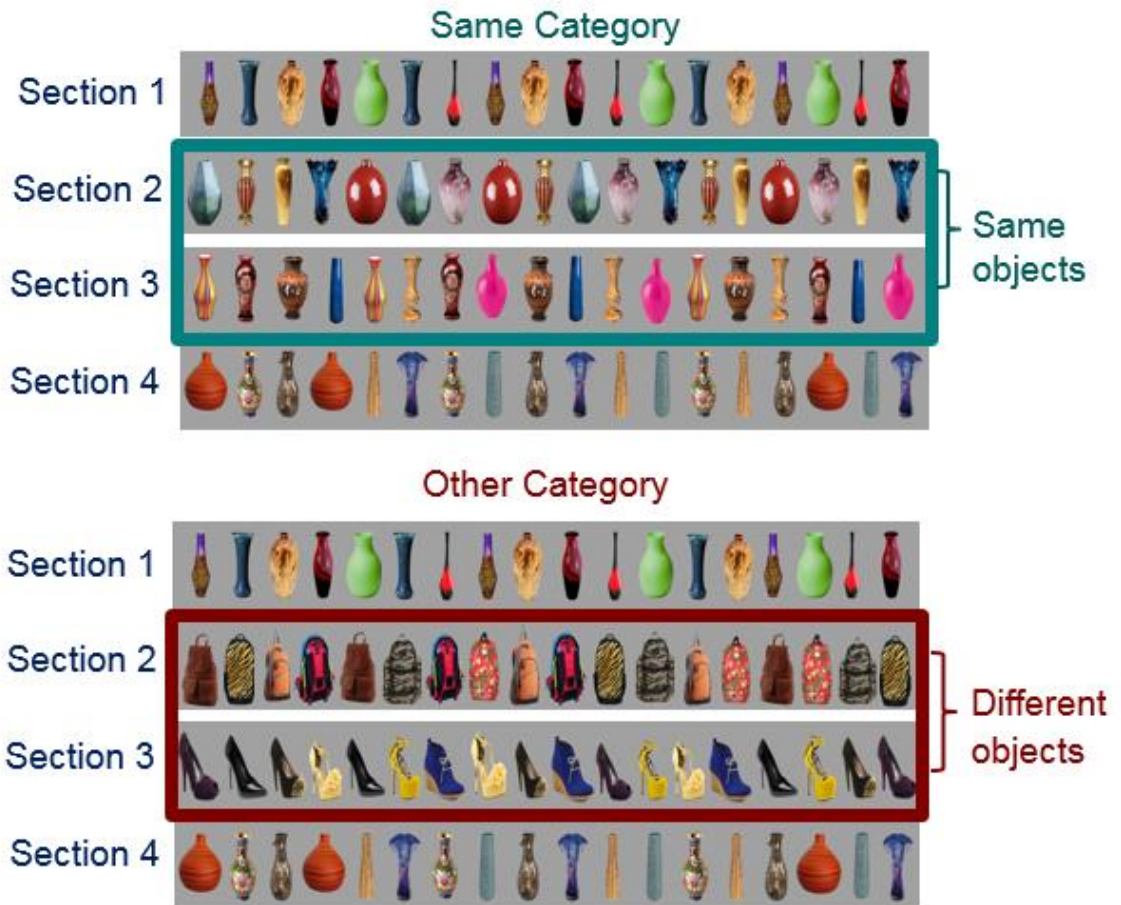 Same Category
Section 1
Section 2
Section 3
Section 4
Same
objects
Other Category
Section 1
Section 2
Section 3
Section 4
Different
objects